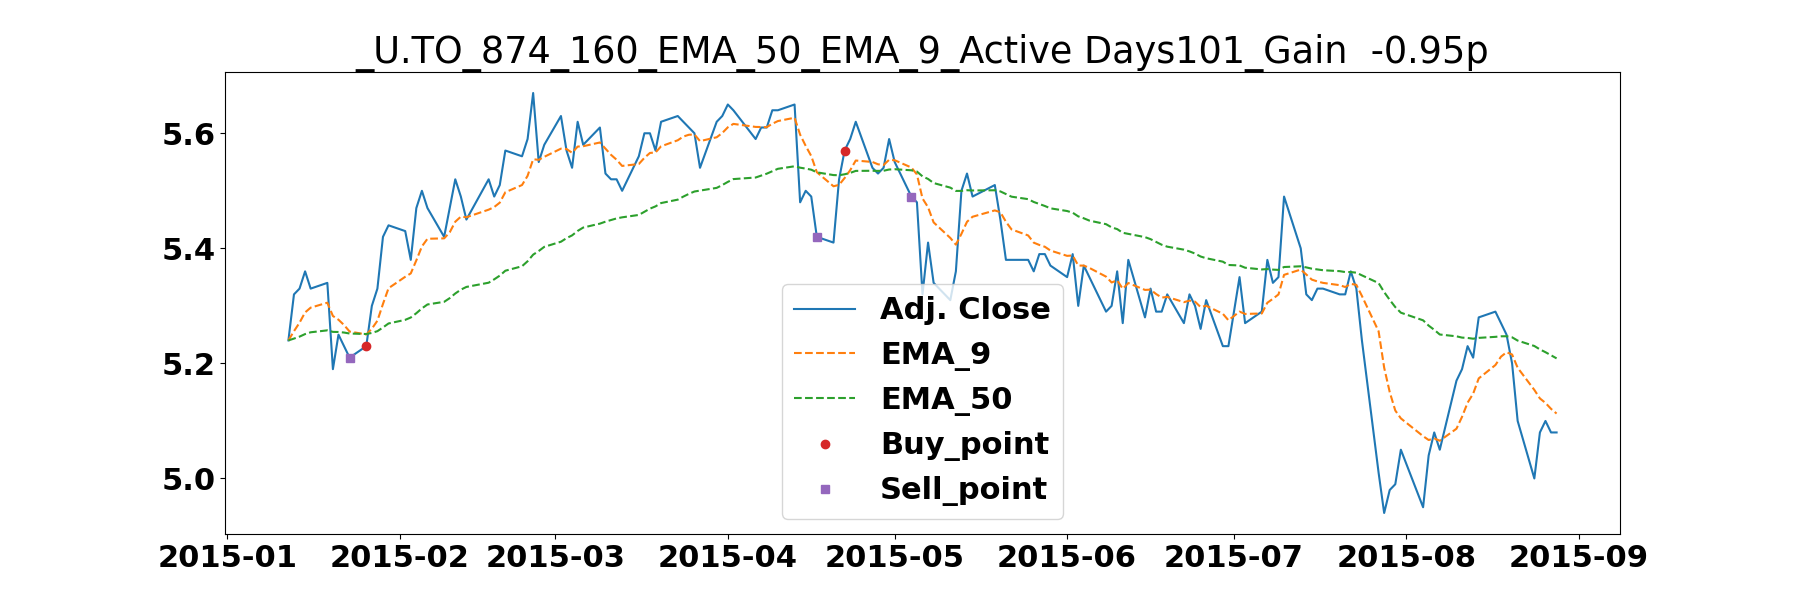 _U.TO_874_160_EMA_50_EMA_9_Active Days101_Gain  -0.95p
5.6
5.4
5.2
5.0
Adj. Close
EMA_9
EMA_50
Buy_point
Sell_point
2015-01 2015-02 2015-03 2015-04 2015-05 2015-06 2015-07 2015-08 2015-09